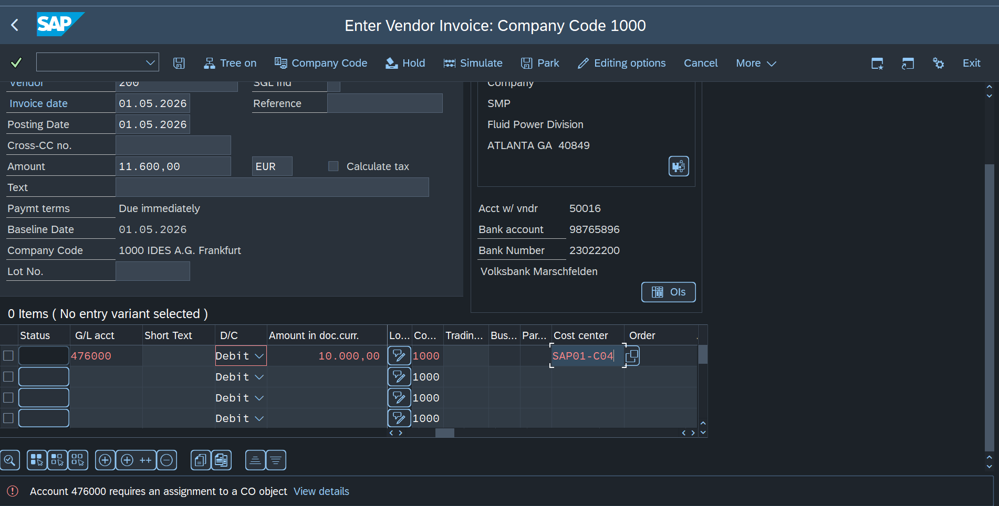 SAP
Enter Vendor Invoice: Company Code 1000
Tree on Company Code Hold Simulate Park Editing options Cancel More Exit
Vendor 200 SGL Ind
Invoice date 01.05.2026 Reference
Posting Date 01.05.2026
Cross-CC no.
Amount 11.600,00 EUR Calculate tax
Text
Paymt terms Due immediately
Baseline Date 01.05.2026
Company Code 1000 IDES A.G. Frankfurt
Lot No.
Company
SMP
Fluid Power Division
ATLANTA GA 40849
Acct w/ vndr 50016
Bank account 98765896
Bank Number 23022200
Volksbank Marschfelden
OIs
0 Items ( No entry variant selected )
Status G/L acct Short Text D/C Amount in doc.curr. Lo... Co... Tradin... Bus... Par... Cost center Order
476000 Debit 10.000,00 1000 SAP01-C04
Debit 1000
Debit 1000
Debit 1000
++
Account 476000 requires an assignment to a CO object View details